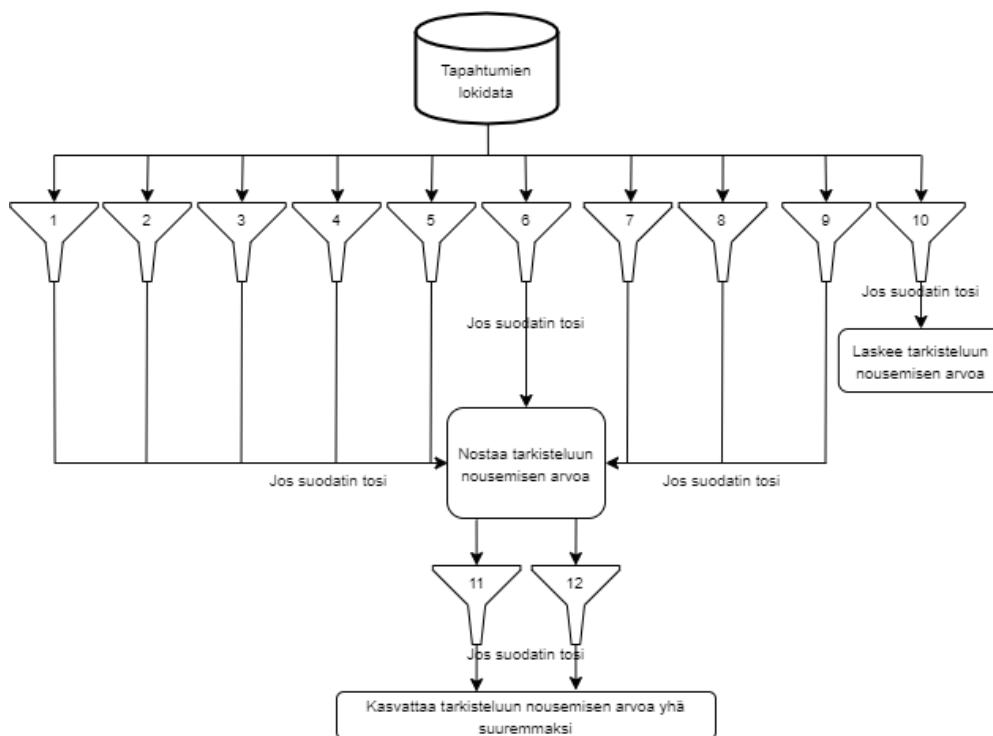 Tapahtumien
lokidata
1 2 3 4 5 6 7 8 9 10
Jos suodatin tosi
Jos suodatin tosi
Laskee tarkisteluun
nousemisen arvoa
Nostaa tarkisteluun
nousemisen arvoa
Jos suodatin tosi
Jos suodatin tosi
11 12
Jos suodatin tosi
Kasvattaa tarkisteluun nousemisen arvoa yhä
suuremmaksi